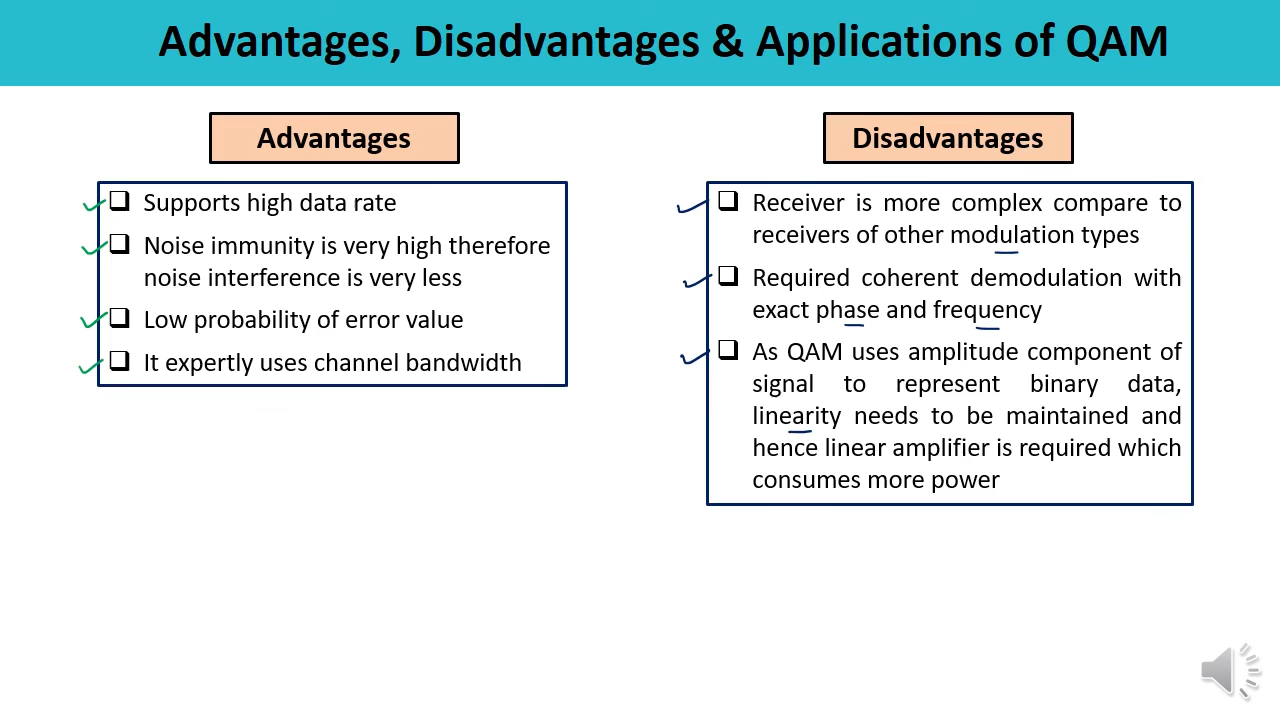 Advantages, Disadvantages & Applications of QAM
Advantages
Supports high data rate
Noise immunity is very high therefore
noise interference is very less
Low probability of error value
It expertly uses channel bandwidth
Disadvantages
Receiver is more complex compare to
receivers of other modulation types
Required coherent demodulation with
exact phase and frequency
As QAM uses amplitude component of
signal to represent binary data,
linearity needs to be maintained and
hence linear amplifier is required which
consumes more power